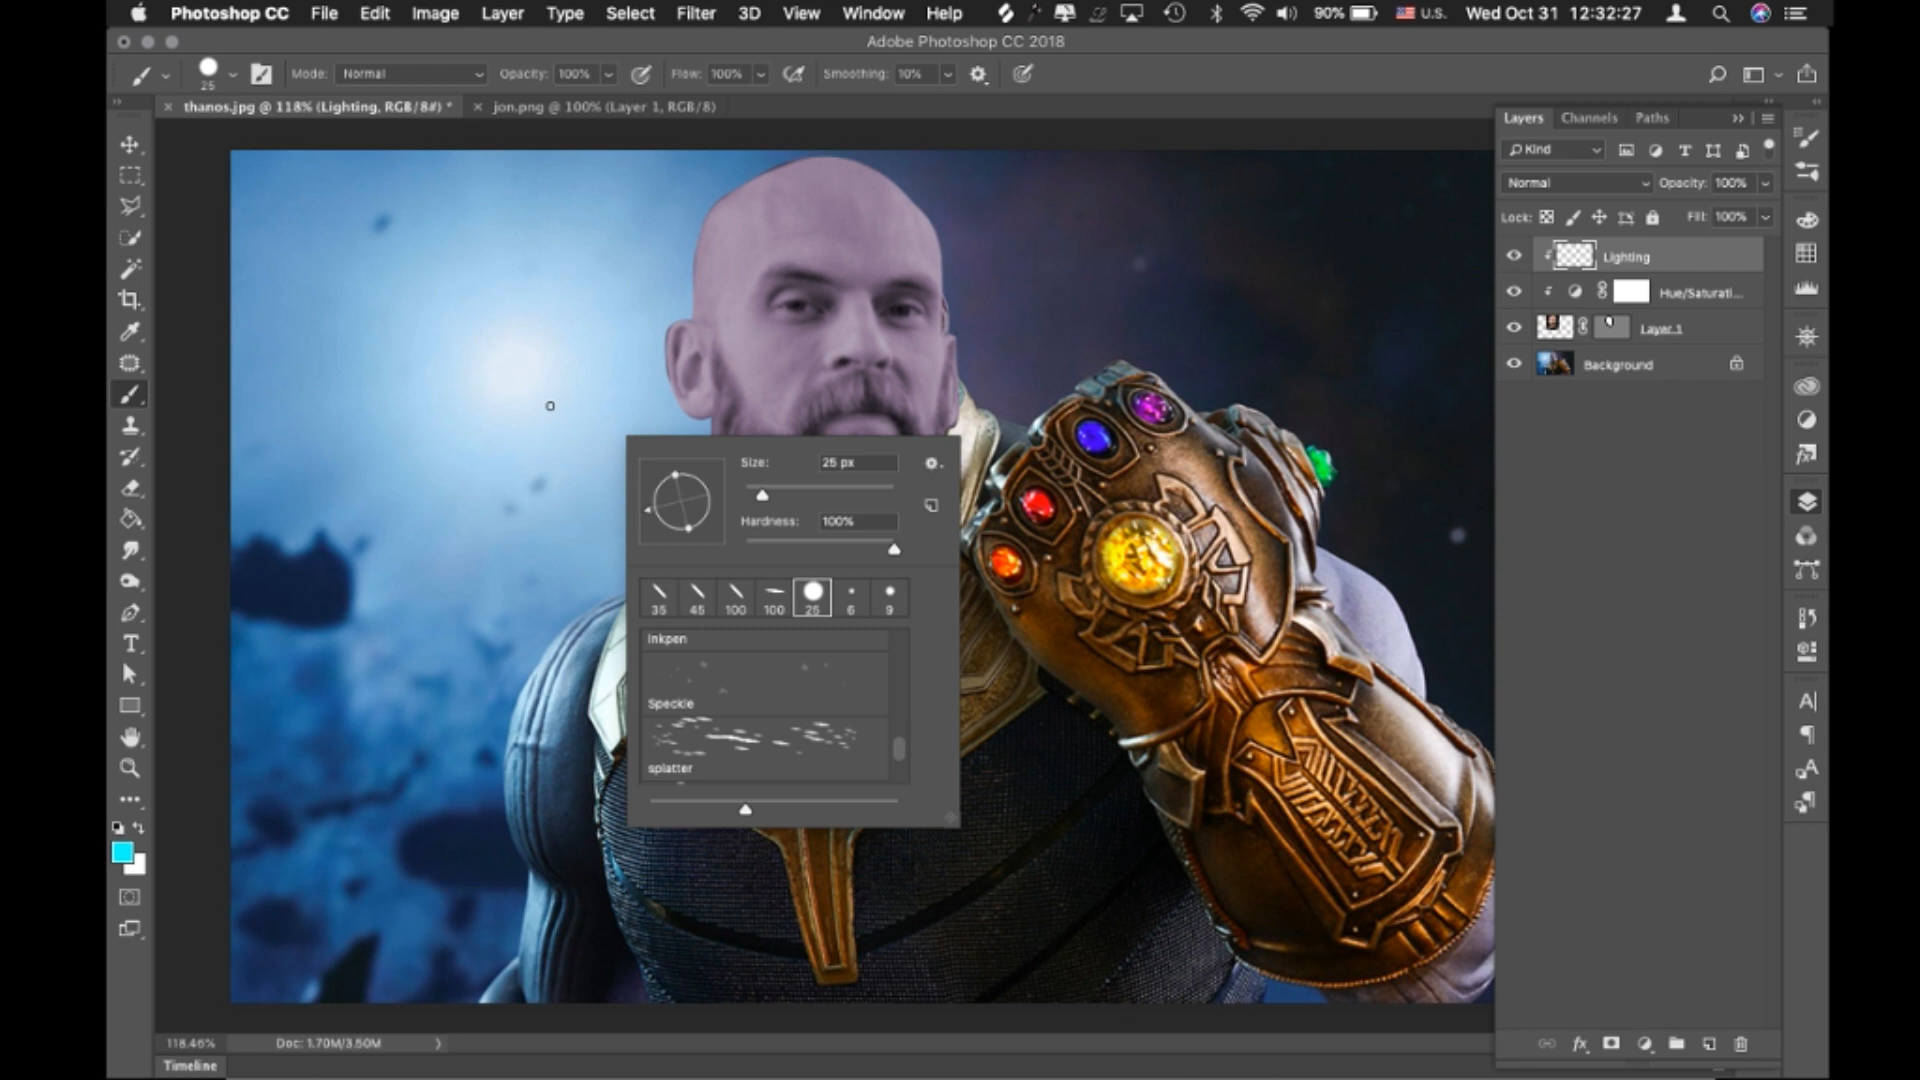 Photoshop CC File Edit Image Layer Type Select Filter 3D View Window Help 90% U.S. Wed Oct 31 12:32:27
Adobe Photoshop CC 2018
25 Mode: Normal Opacity: 100% Flow: 100% Smoothing: 10%
thanos.jpg @ 118% (Lighting, RGB/8#) * jon.png @ 100% (Layer 1, RGB/8)
Layers Channels Paths
Kind
Normal Opacity: 100%
Lock: Fill: 100%
Lighting
Hue/Saturati...
Layer 1
Background
Size: 25 px
Hardness: 100%
35 45 100 100 25 6 9
Inkpen
Speckle
splatter
118.46% Doc: 1.70M/3.50M
Timeline